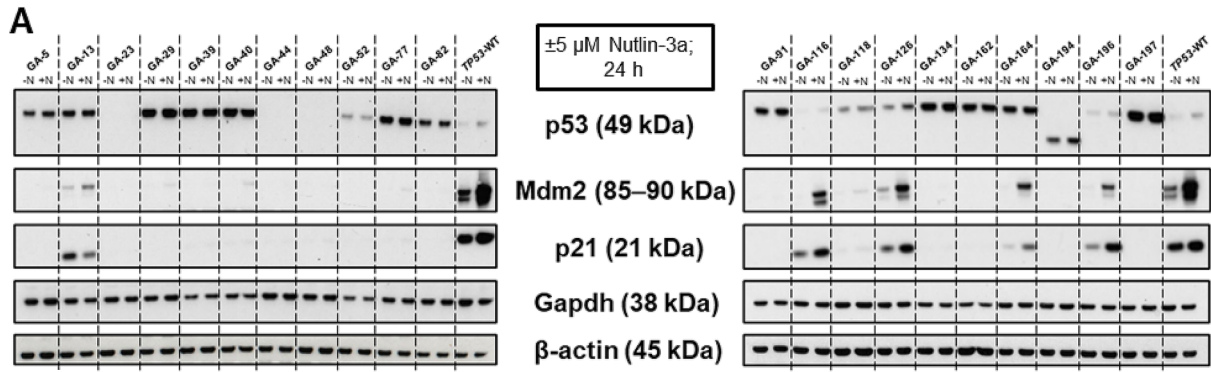 A
GA-5 GA-13 GA-23 GA-29 GA-39 GA-40 GA-44 GA-48 GA-52 GA-77 GA-82 TP53-WT
-N +N -N +N -N +N -N +N -N +N -N +N -N +N -N +N -N +N -N +N -N +N -N +N
±5 µM Nutlin-3a;
24 h
GA-91 GA-116 GA-118 GA-126 GA-134 GA-162 GA-164 GA-194 GA-196 GA-197 TP53-WT
-N +N -N +N -N +N -N +N -N +N -N +N -N +N -N +N -N +N -N +N -N +N
p53 (49 kDa)
Mdm2 (85–90 kDa)
p21 (21 kDa)
Gapdh (38 kDa)
β-actin (45 kDa)